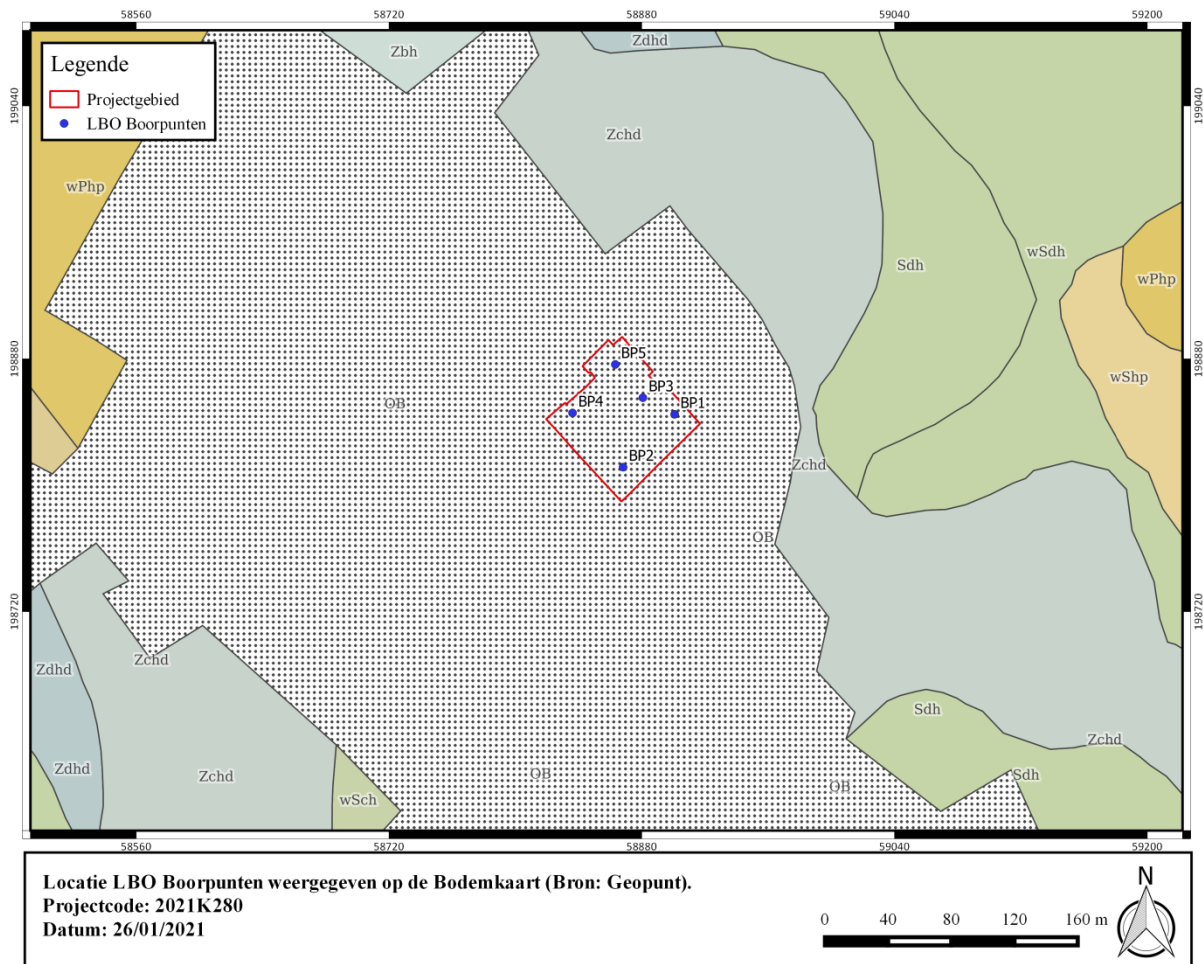 58560 58720 58880 59040 59200
199040 199040
198880 198880
198720 198720
Legende
Projectgebied
LBO Boorpunten
Zbh
Zdhd
Zchd
wPhp
wSdh
Sdh
wPhp
wShp
BP5
BP3
BP4
BP1
OB
BP2
Zchd
OB
Zchd
Zdhd
Sdh
Zchd
Zdhd
Zchd
OB
Sdh
OB
wSch
58560 58720 58880 59040 59200
Locatie LBO Boorpunten weergegeven op de Bodemkaart (Bron: Geopunt).
Projectcode: 2021K280
Datum: 26/01/2021
0 40 80 120 160 m
N